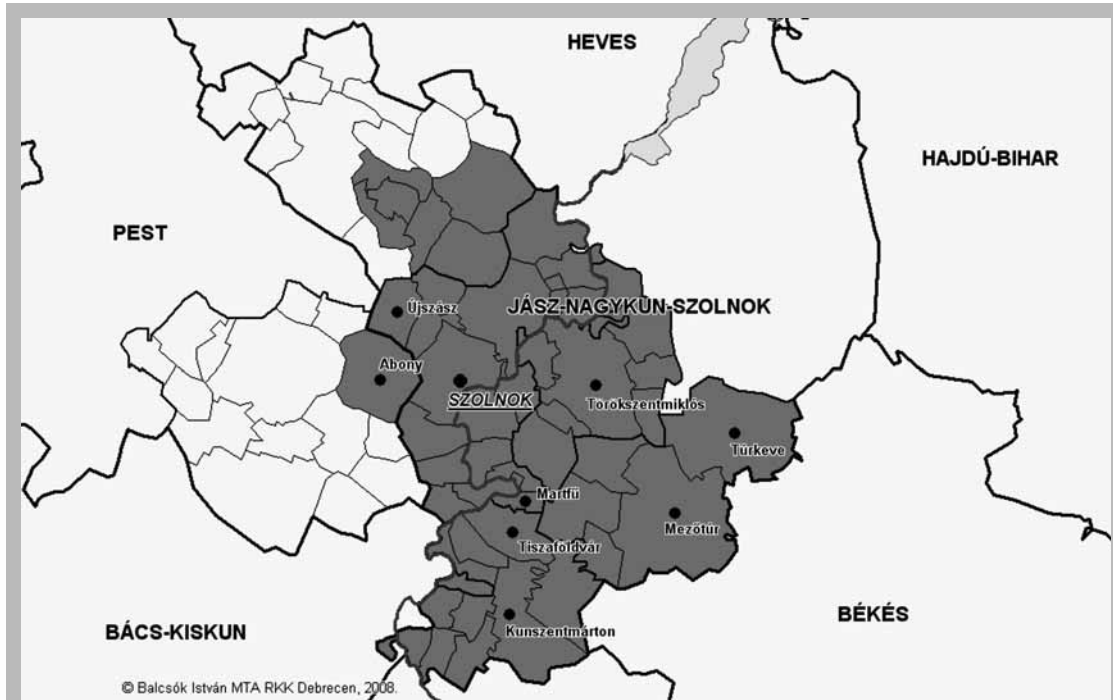 HEVES
HAJDÚ-BIHAR
PEST
Újszász
JÁSZ-NAGYKUN-SZOLNOK
Abony
SZOLNOK
Törökszentmiklós
Túrkeve
Martfű
Mezőtúr
Tiszaföldvár
Kunszentmárton
BÁCS-KISKUN
BÉKÉS
© Balcsók István MTA RKK Debrecen, 2008.